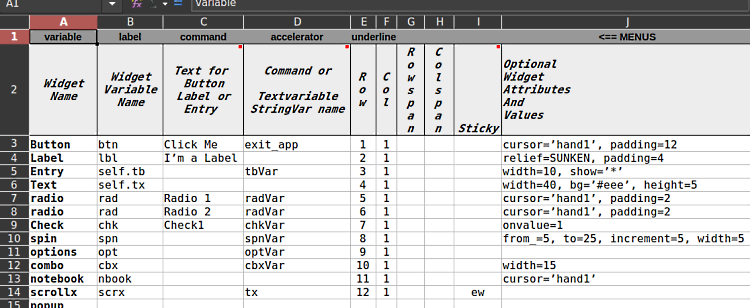 A1 Variable
A B C D E F G H I J
1 variable label command accelerator underline <== MENUS
2 Widget Name Widget Variable Name Text for Button Label or Entry Command or Textvariable StringVar name Row Col Rowspan Colspan Sticky Optional Widget Attributes And Values
3 Button btn Click Me exit_app 1 1 cursor=’hand1’, padding=12
4 Label lbl I’m a Label 2 1 relief=SUNKEN, padding=4
5 Entry self.tb tbVar 3 1 width=10, show=’*’
6 Text self.tx 4 1 width=40, bg=’#eee’, height=5
7 radio rad Radio 1 radVar 5 1 cursor=’hand1’, padding=2
8 radio rad Radio 2 radVar 6 1 cursor=’hand1’, padding=2
9 Check chk Check1 chkVar 7 1 onvalue=1
10 spin spn spnVar 8 1 from_=5, to=25, increment=5, width=5
11 options opt optVar 9 1
12 combo cbx cbxVar 10 1 width=15
13 notebook nbook 11 1 cursor=’hand1’
14 scrollx scrx tx 12 1 ew
15 popup